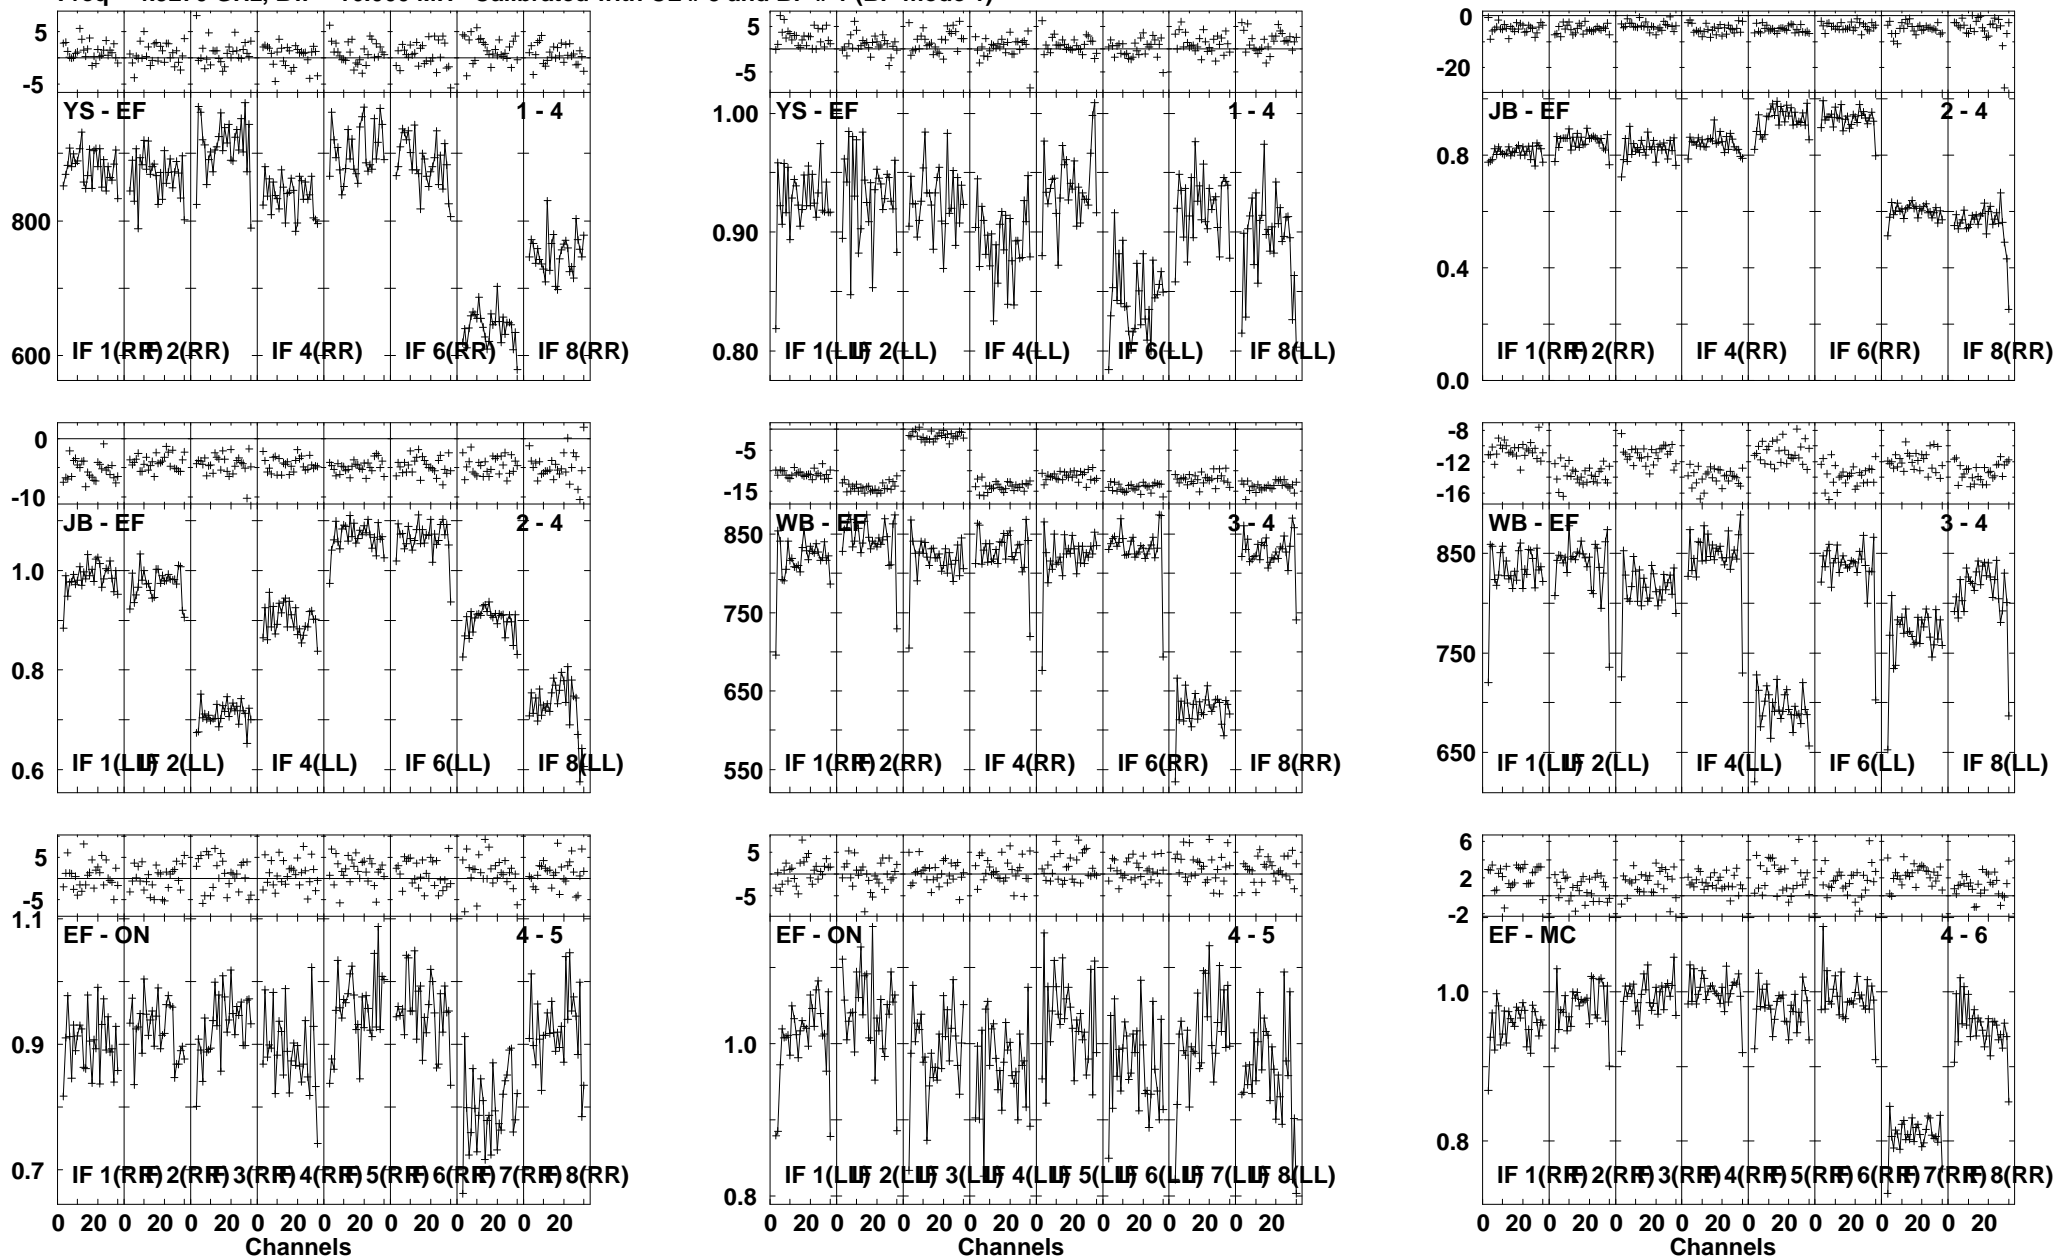 5
-5
YS - EF 1 - 4
800
600
IF 1(RR) IF 2(RR) IF 4(RR) IF 6(RR) IF 8(RR)
5
-5
YS - EF 1 - 4
1.00
0.90
0.80
IF 1(LL) IF 2(LL) IF 4(LL) IF 6(LL) IF 8(LL)
0
-20
JB - EF 2 - 4
0.8
0.4
0.0
IF 1(RR) IF 2(RR) IF 4(RR) IF 6(RR) IF 8(RR)
0
-10
JB - EF 2 - 4
1.0
0.8
0.6
IF 1(LL) IF 2(LL) IF 4(LL) IF 6(LL) IF 8(LL)
-5
-15
WB - EF 3 - 4
850
750
650
550
IF 1(RR) IF 2(RR) IF 4(RR) IF 6(RR) IF 8(RR)
-8
-12
-16
WB - EF 3 - 4
850
750
650
IF 1(LL) IF 2(LL) IF 4(LL) IF 6(LL) IF 8(LL)
5
-5
1.1
EF - ON 4 - 5
0.9
0.7
IF 1(RR) IF 2(RR) IF 3(RR) IF 4(RR) IF 5(RR) IF 6(RR) IF 7(RR) IF 8(RR)
0 20 0 20 0 20 0 20 0 20 0 20 0 20 0 20
Channels
5
-5
EF - ON 4 - 5
1.0
0.8
IF 1(LL) IF 2(LL) IF 3(LL) IF 4(LL) IF 5(LL) IF 6(LL) IF 7(LL) IF 8(LL)
0 20 0 20 0 20 0 20 0 20 0 20 0 20 0 20
Channels
6
2
-2
EF - MC 4 - 6
1.0
0.8
IF 1(RR) IF 2(RR) IF 3(RR) IF 4(RR) IF 5(RR) IF 6(RR) IF 7(RR) IF 8(RR)
0 20 0 20 0 20 0 20 0 20 0 20 0 20 0 20
Channels